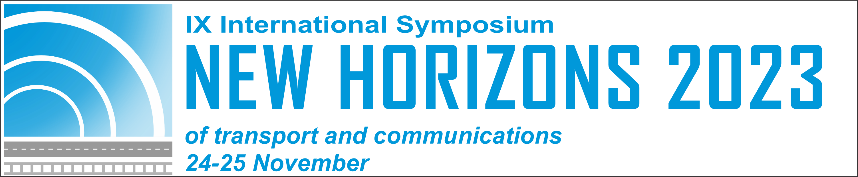 IX International Symposium
NEW HORIZONS 2023
of transport and communications
24-25 November